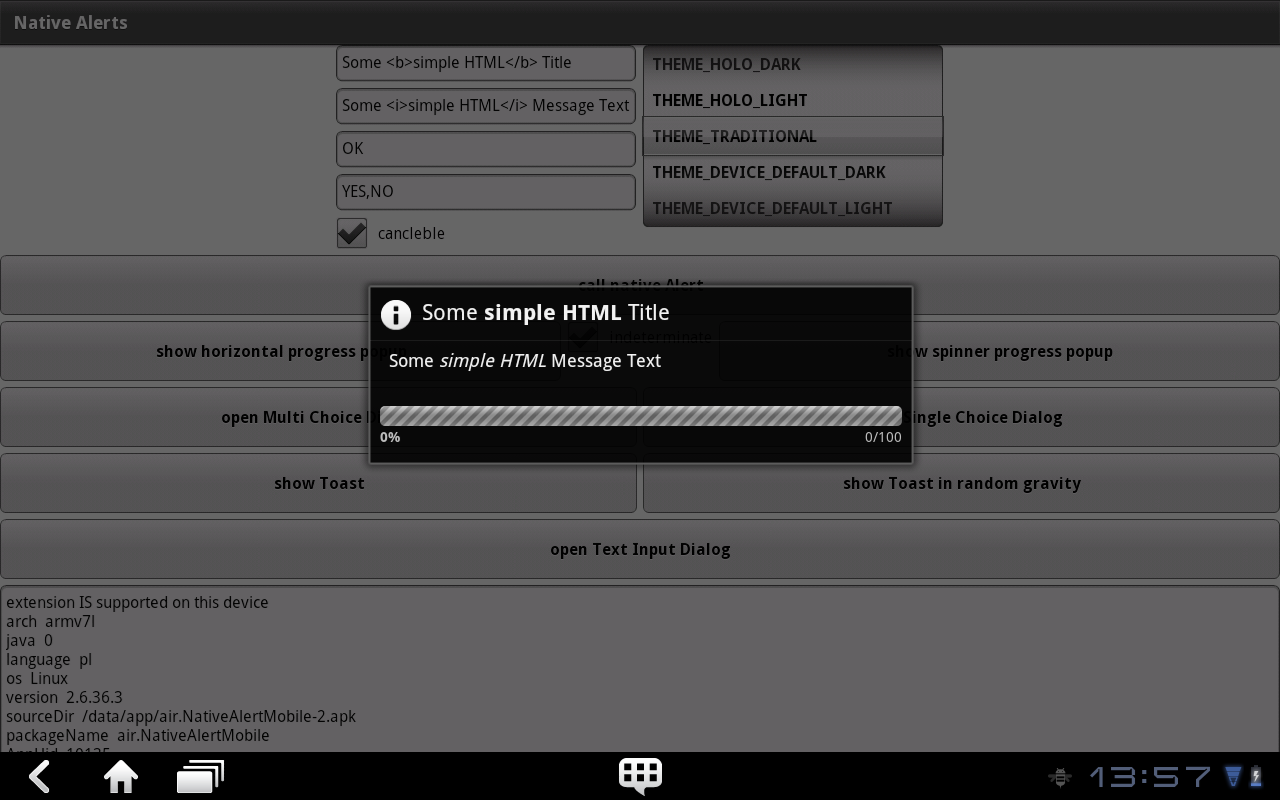 Native Alerts
Some <b>simple HTML</b> Title
Some <i>simple HTML</i> Message Text
OK
YES,NO
cancleble
THEME_HOLO_DARK
THEME_HOLO_LIGHT
THEME_TRADITIONAL
THEME_DEVICE_DEFAULT_DARK
THEME_DEVICE_DEFAULT_LIGHT
call native Alert
Some simple HTML Title
indeterminate
show horizontal progress popup
show spinner progress popup
Some simple HTML Message Text
open Multi Choice D
ingle Choice Dialog
0%
0/100
show Toast
show Toast in random gravity
open Text Input Dialog
extension IS supported on this device
arch armv7l
java 0
language pl
os Linux
version 2.6.36.3
sourceDir /data/app/air.NativeAlertMobile-2.apk
packageName air.NativeAlertMobile
13:57